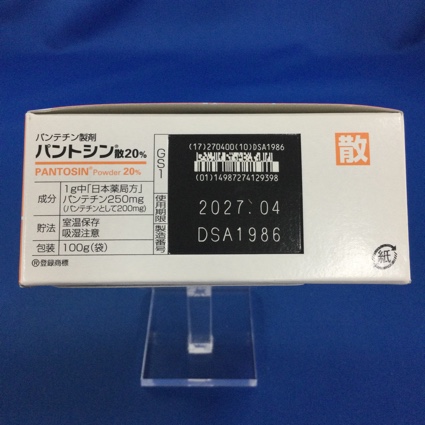 パンテチン製剤
パントシン®散20%
PANTOSIN® Powder 20%
成分 1g中「日本薬局方」
パンテチン250mg
(パンテチンとして200mg)
貯法 室温保存
吸湿注意
包装 100g(袋)
®登録商標
GS1
(17)270400(10)DSA1986
(01)14987274129398
使用期限 2027.04
製造番号 DSA1986
散
紙